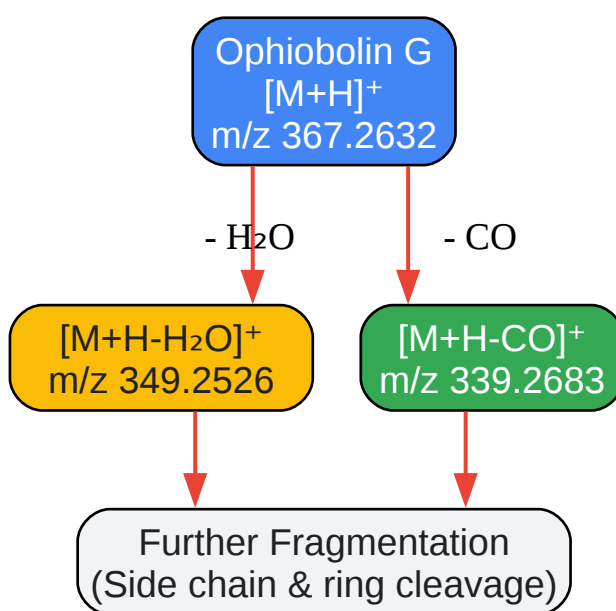 Ophiobolin G
[M+H]⁺
m/z 367.2632
- H₂O
- CO
[M+H-H₂O]⁺
m/z 349.2526
[M+H-CO]⁺
m/z 339.2683
Further Fragmentation
(Side chain & ring cleavage)